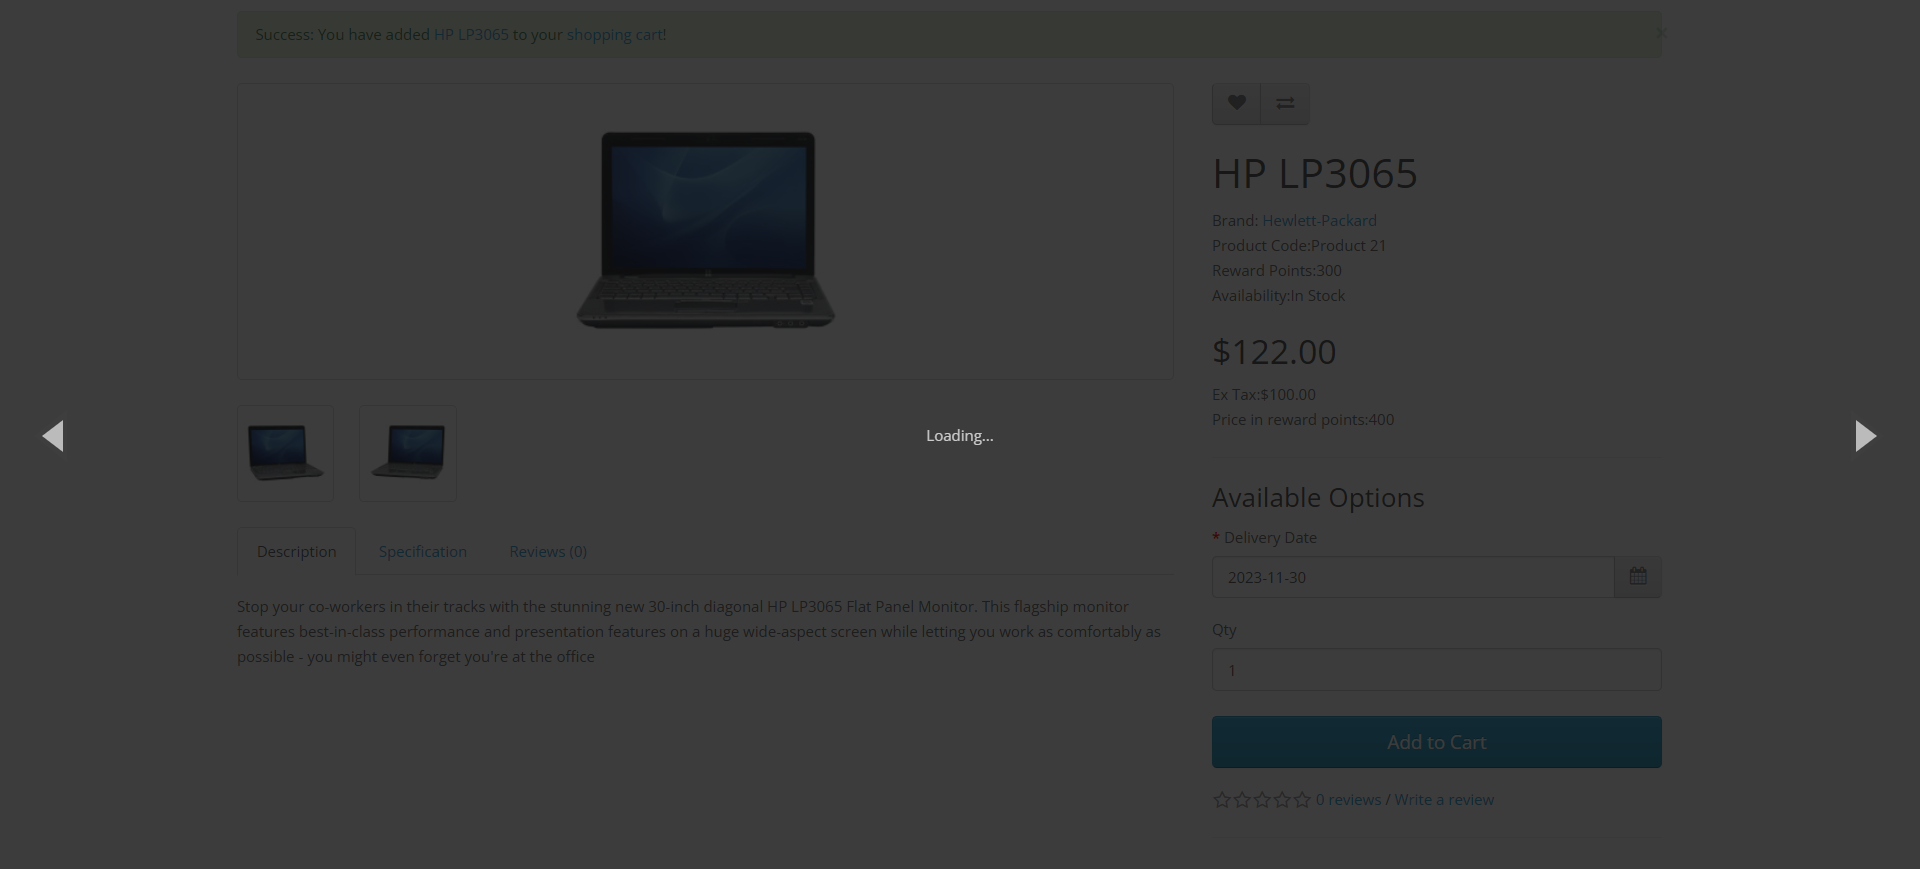 Success: You have added HP LP3065 to your shopping cart!
×
HP LP3065
Brand: Hewlett-Packard
Product Code:Product 21
Reward Points:300
Availability:In Stock
$122.00
Ex Tax:$100.00
Price in reward points:400
Loading...
Available Options
* Delivery Date
2023-11-30
Qty
1
Add to Cart
0 reviews / Write a review
Description
Specification
Reviews (0)
Stop your co-workers in their tracks with the stunning new 30-inch diagonal HP LP3065 Flat Panel Monitor. This flagship monitor
features best-in-class performance and presentation features on a huge wide-aspect screen while letting you work as comfortably as
possible - you might even forget you're at the office